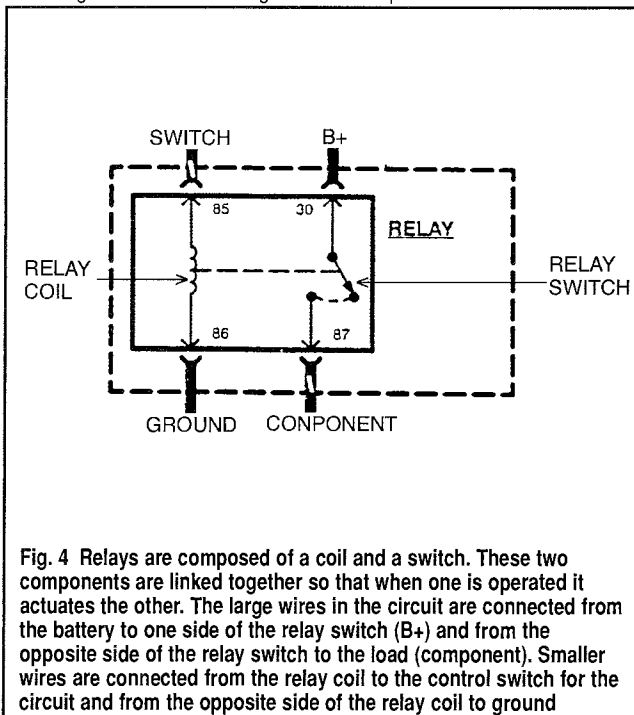 SWITCH B+
85 30
RELAY
RELAY COIL
RELAY SWITCH
86 87
GROUND CONPONENT
Fig. 4 Relays are composed of a coil and a switch. These two
components are linked together so that when one is operated it
actuates the other. The large wires in the circuit are connected from
the battery to one side of the relay switch (B+) and from the
opposite side of the relay switch to the load (component). Smaller
wires are connected from the relay coil to the control switch for the
circuit and from the opposite side of the relay coil to ground